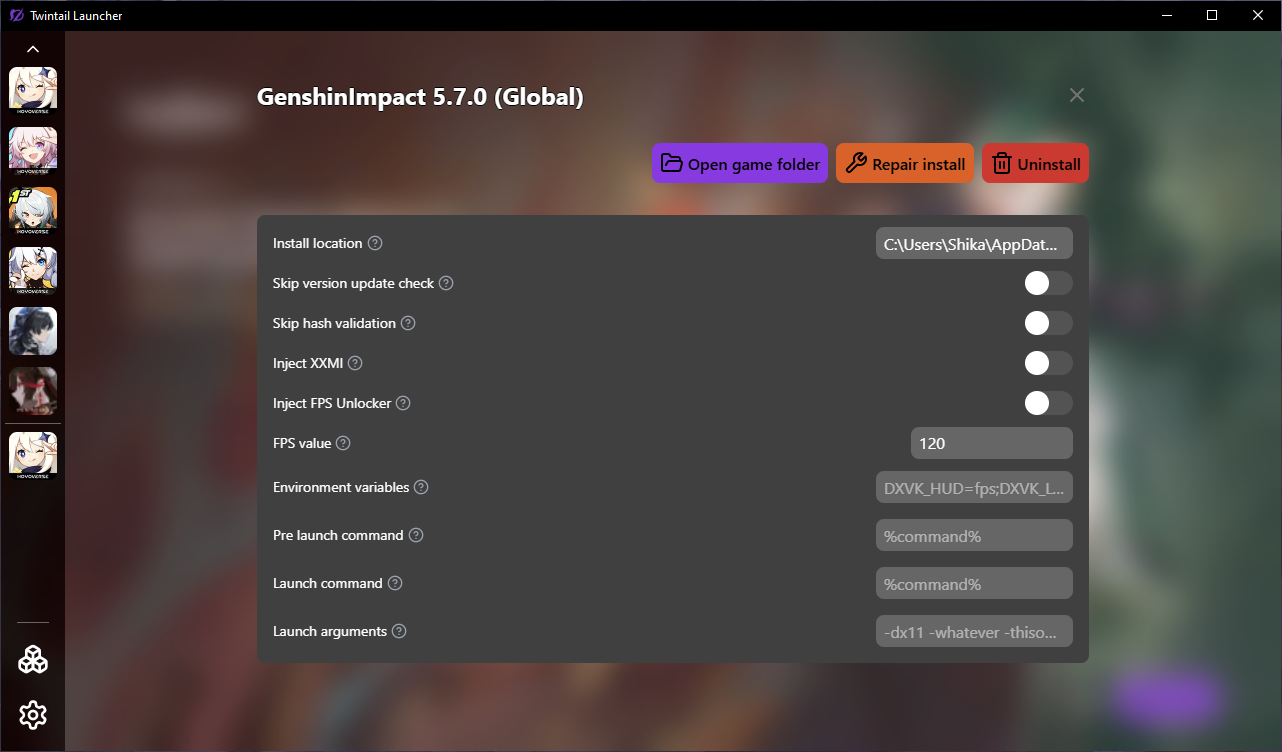 Twintail Launcher
GenshinImpact 5.7.0 (Global)
Open game folder
Repair install
Uninstall
Install location
C:\Users\Shika\AppDat...
Skip version update check
Skip hash validation
Inject XXMI
Inject FPS Unlocker
FPS value
120
Environment variables
DXVK_HUD=fps;DXVK_L...
Pre launch command
%command%
Launch command
%command%
Launch arguments
-dx11 -whatever -thiso...
HOYOVERSE
HOYOVERSE
1ST
HOYOVERSE
HOYOVERSE
HOYOVERSE